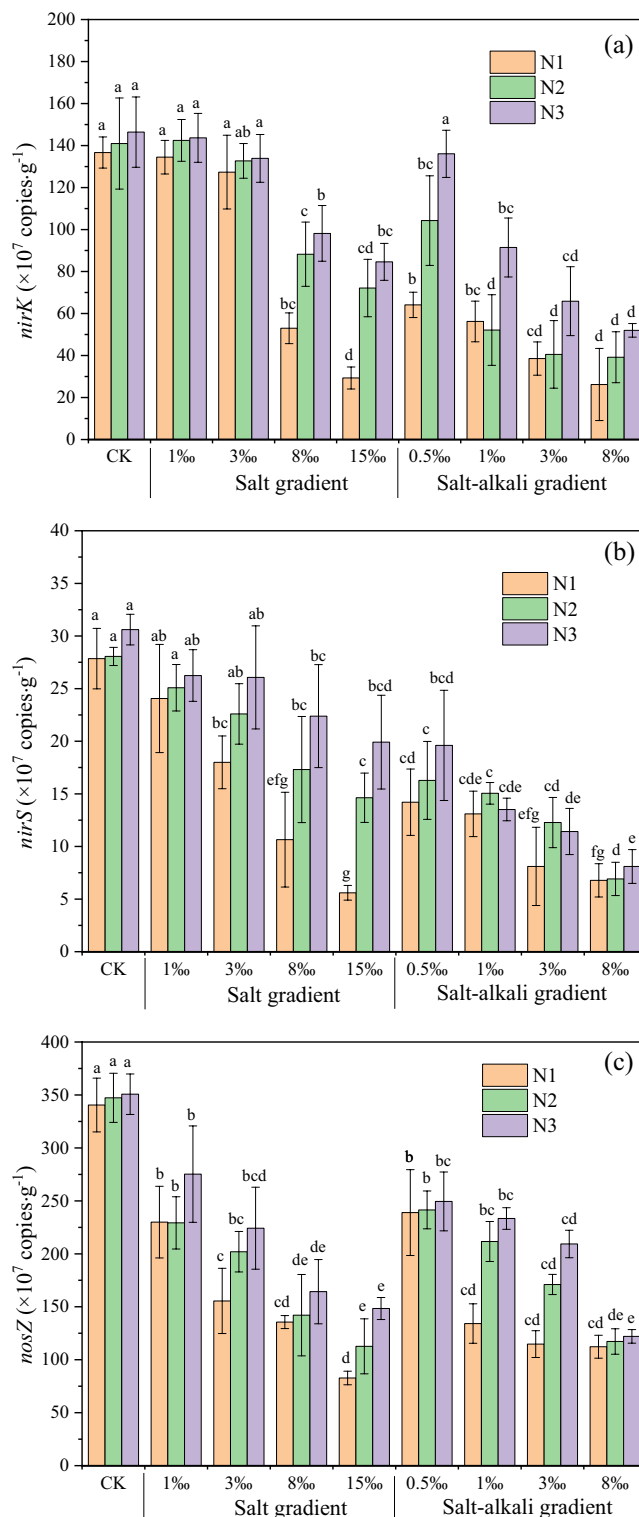 200
180
160
140
120
100
80
60
40
20
0
nirK (×10⁷ copies·g⁻¹)
(a)
N1
N2
N3
a a a a a a a ab a bc c b d cd bc b bc a bc d bc cd d cd d d d
CK 1‰ 3‰ 8‰ 15‰ 0.5‰ 1‰ 3‰ 8‰
Salt gradient Salt-alkali gradient
40
35
30
25
20
15
10
5
0
nirS (×10⁷ copies·g⁻¹)
(b)
N1
N2
N3
a a a ab a ab bc ab ab efg bc bc g c bcd cd c bcd cde c cde efg cd de fg d e
CK 1‰ 3‰ 8‰ 15‰ 0.5‰ 1‰ 3‰ 8‰
Salt gradient Salt-alkali gradient
400
350
300
250
200
150
100
50
0
nosZ (×10⁷ copies·g⁻¹)
(c)
N1
N2
N3
a a a b b b c bc bcd cd de de d e de b b bc cd bc bc cd cd cd cd de e
CK 1‰ 3‰ 8‰ 15‰ 0.5‰ 1‰ 3‰ 8‰
Salt gradient Salt-alkali gradient